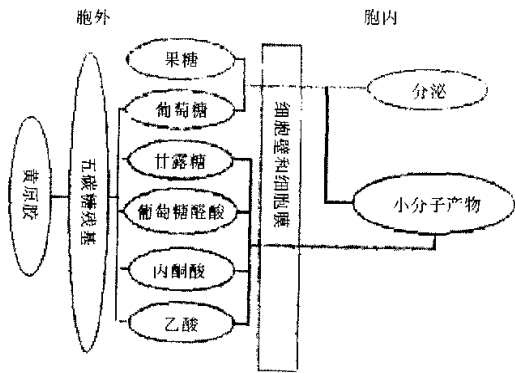 胞外
胞内
黄原胶
五碳糖残基
果糖
葡萄糖
甘露糖
葡萄糖醛酸
丙酮酸
乙酸
细胞壁和细胞膜
分泌
小分子产物